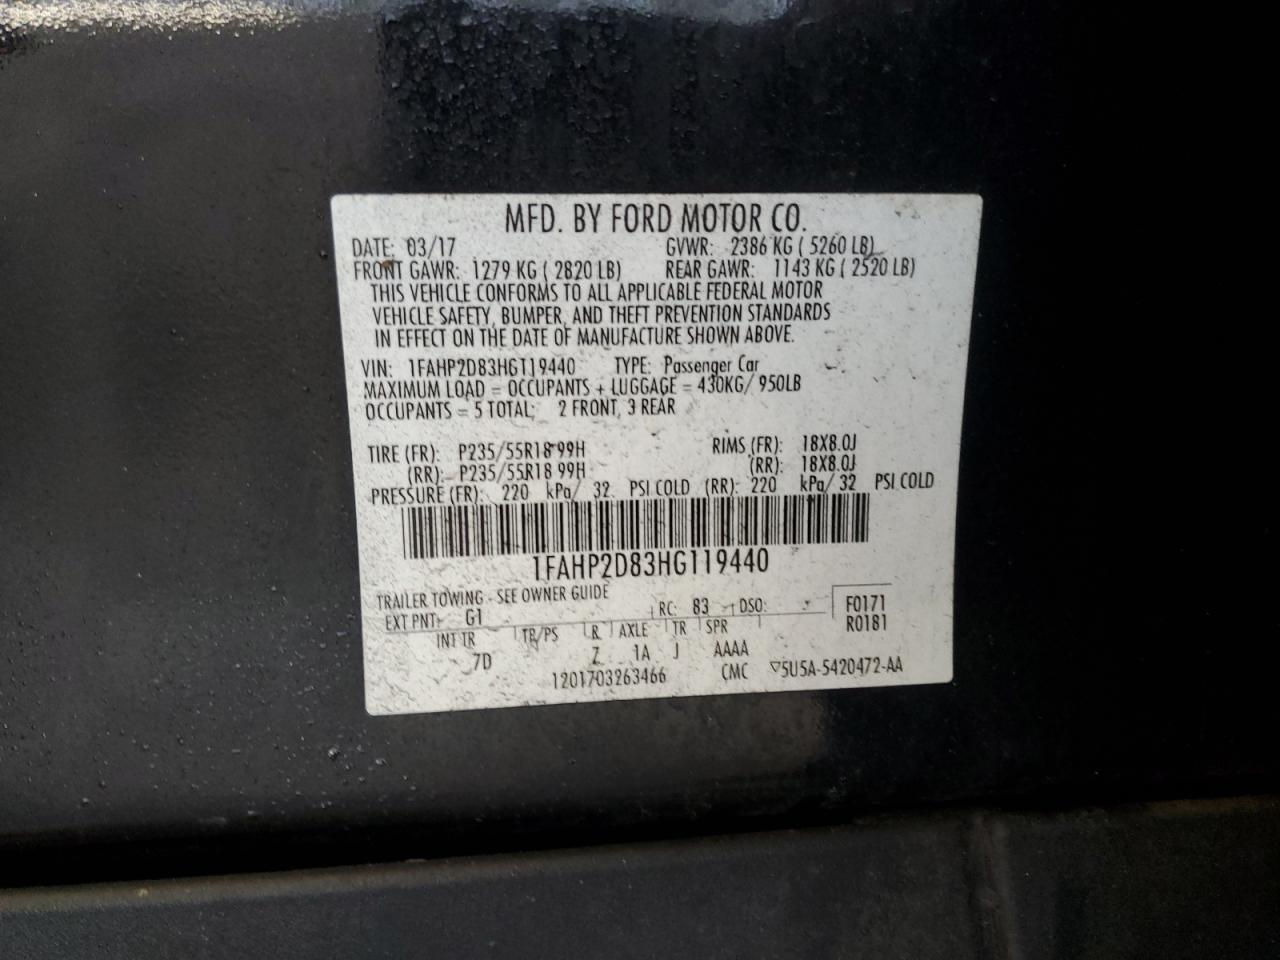 MFD. BY FORD MOTOR CO.
DATE: 03/17 GVWR: 2386 KG ( 5260 LB)
FRONT GAWR: 1279 KG ( 2820 LB) REAR GAWR: 1143 KG ( 2520 LB)
THIS VEHICLE CONFORMS TO ALL APPLICABLE FEDERAL MOTOR
VEHICLE SAFETY, BUMPER, AND THEFT PREVENTION STANDARDS
IN EFFECT ON THE DATE OF MANUFACTURE SHOWN ABOVE.
VIN: 1FAHP2D83HG119440 TYPE: Passenger Car
MAXIMUM LOAD = OCCUPANTS + LUGGAGE = 430KG/ 950LB
OCCUPANTS = 5 TOTAL; 2 FRONT, 3 REAR
TIRE (FR): P235/55R18 99H RIMS (FR): 18X8.0J
(RR): P235/55R18 99H (RR): 18X8.0J
PRESSURE (FR): 220 kPa/ 32 PSI COLD (RR): 220 kPa/ 32 PSI COLD
1FAHP2D83HG119440
TRAILER TOWING - SEE OWNER GUIDE
EXT PNT: G1 RC: 83 DSO: F0171
R0181
INT TR TP/PS R AXLE TR SPR
7D Z 1A J AAAA
1201703263466 CMC 5U5A-5420472-AA